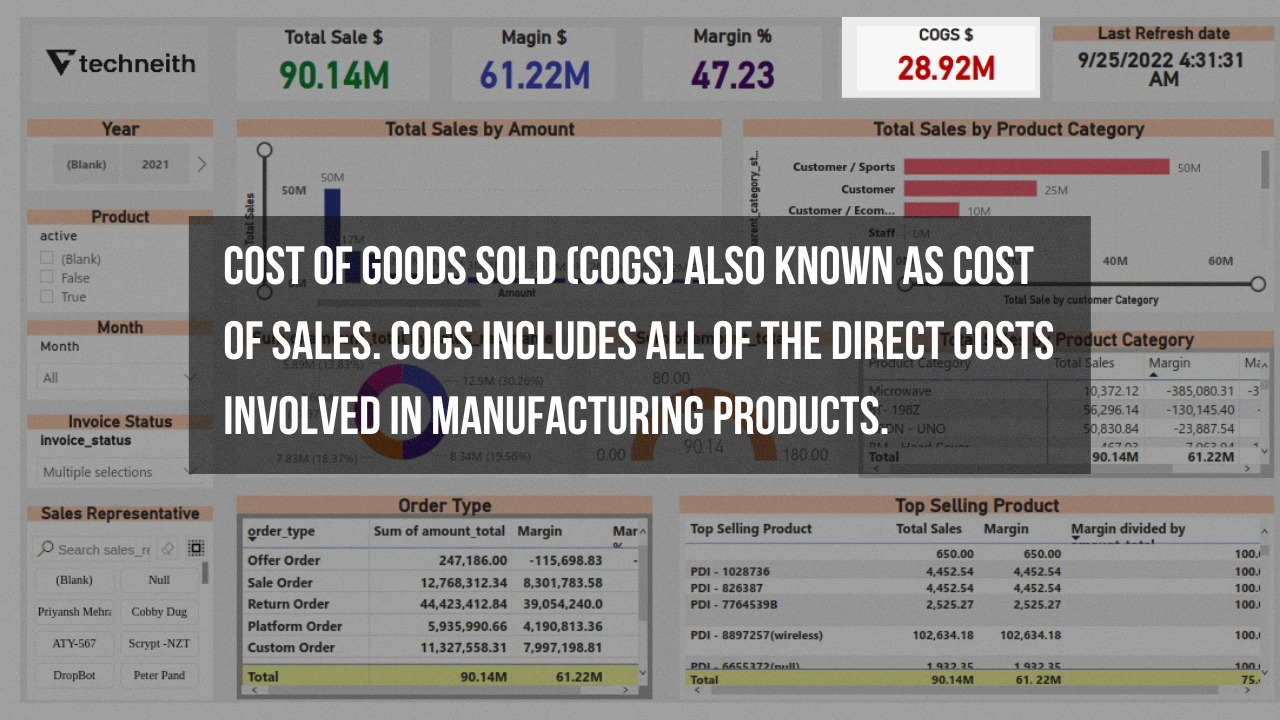 techneith
Total Sale $
90.14M
Magin $
61.22M
Margin %
47.23
COGS $
28.92M
Last Refresh date
9/25/2022 4:31:31
AM
Year
(Blank)
2021
Product
active
(Blank)
False
True
Month
Month
All
Invoice Status
invoice_status
Multiple selections
Sales Representative
Search sales_re
(Blank)
Null
Priyansh Mehra
Cobby Dug
ATY-567
Scrypt -NZT
DropBot
Peter Pand
Total Sales by Amount
Total Sales
50M
50M
17M
Amount
Total Sales by Product Category
Customer / Sports
50M
Customer
25M
Customer / Ecom...
10M
Staff
0M
40M
60M
Total Sale by customer Category
COST OF GOODS SOLD (COGS) ALSO KNOWN AS COST
OF SALES. COGS INCLUDES ALL OF THE DIRECT COSTS
INVOLVED IN MANUFACTURING PRODUCTS.
12.9M (30.26%)
8.34M (19.56%)
7.83M (18.37%)
80.00
0.00
90.14
180.00
Product Category
Product Category Total Sales Margin Ma
Microwave 10,372.12 -385,080.31 -3
56,296.14 -130,145.40 -
50,830.84 -23,887.54
Total 90.14M 61.22M
Order Type
order_type Sum of amount_total Margin Mar
%
Offer Order 247,186.00 -115,698.83 -
Sale Order 12,768,312.34 8,301,783.58
Return Order 44,423,412.84 39,054,240.0
Platform Order 5,935,990.66 4,190,813.36
Custom Order 11,327,558.31 7,997,198.81
Total 90.14M 61.22M
Top Selling Product
Top Selling Product Total Sales Margin Margin divided by
650.00 650.00 100.
PDI - 1028736 4,452.54 4,452.54 100.
PDI - 826387 4,452.54 4,452.54 100.
PDI - 7764539B 2,525.27 2,525.27 100.
PDI - 8897257(wireless) 102,634.18 102,634.18 100.
PDI - 6655372(null) 1,932.35 1,932.35 100.
Total 90.14M 61. 22M 75.